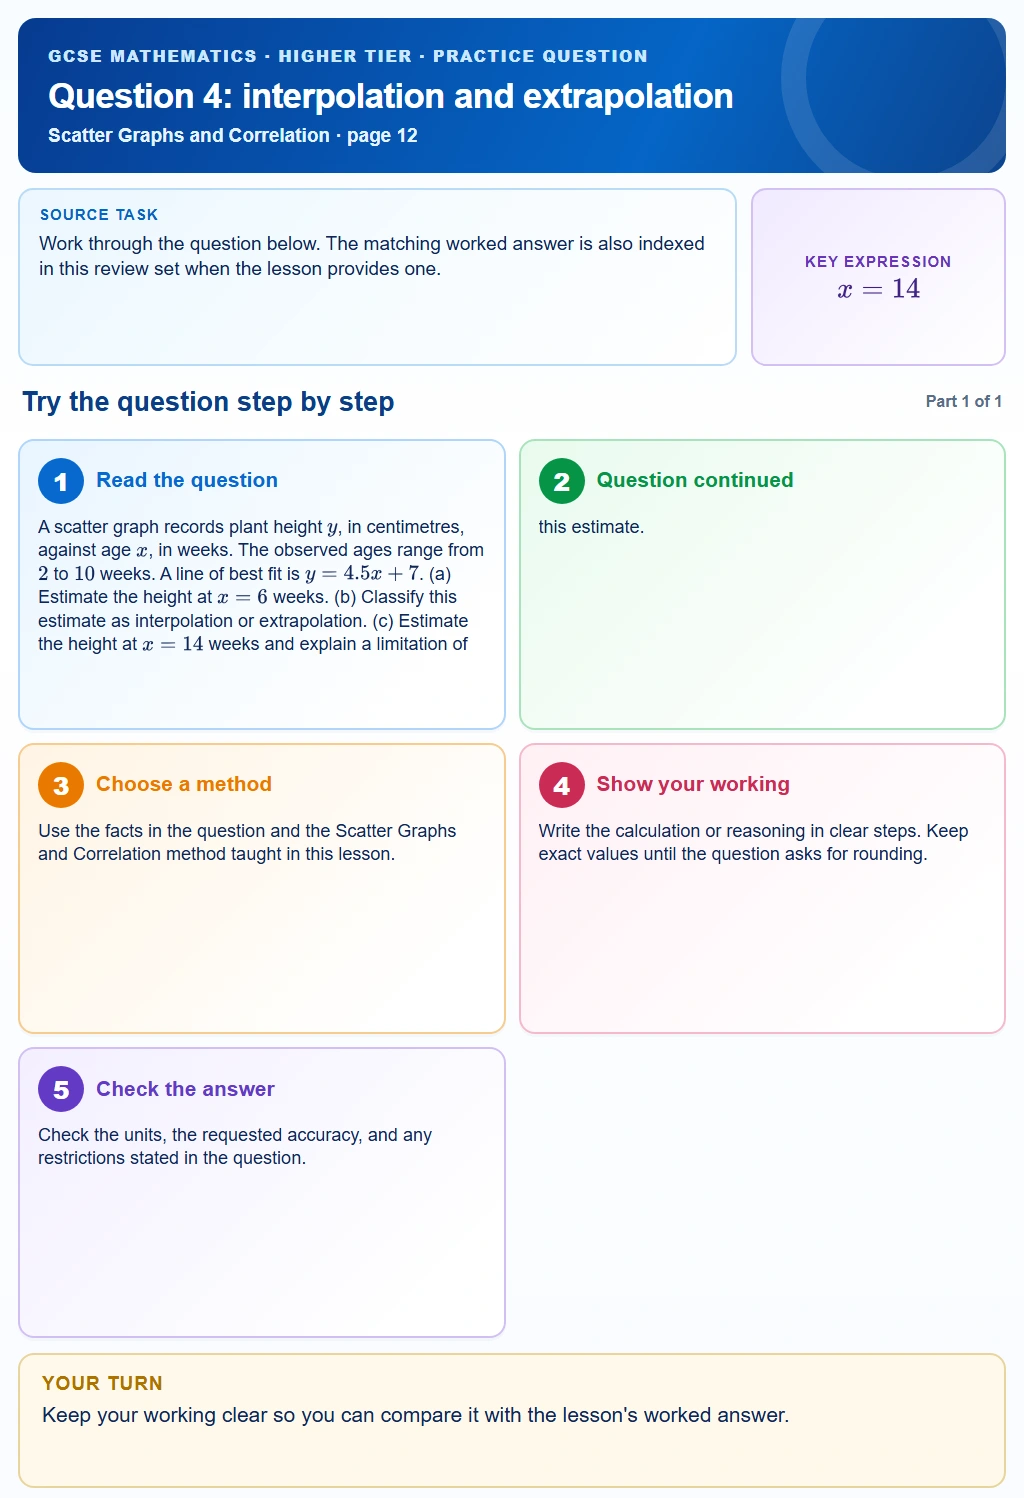 GCSE MATHEMATICS · HIGHER TIER · PRACTICE QUESTION
Question 4: interpolation and extrapolation
Scatter Graphs and Correlation · page 12
SOURCE TASK
Work through the question below. The matching worked answer is also indexed
in this review set when the lesson provides one.
KEY EXPRESSION
x = 14
Try the question step by step
Part 1 of 1
1 Read the question
A scatter graph records plant height y, in centimetres,
against age x, in weeks. The observed ages range from
2 to 10 weeks. A line of best fit is y = 4.5x + 7. (a)
Estimate the height at x = 6 weeks. (b) Classify this
estimate as interpolation or extrapolation. (c) Estimate
the height at x = 14 weeks and explain a limitation of
2 Question continued
this estimate.
3 Choose a method
Use the facts in the question and the Scatter Graphs
and Correlation method taught in this lesson.
4 Show your working
Write the calculation or reasoning in clear steps. Keep
exact values until the question asks for rounding.
5 Check the answer
Check the units, the requested accuracy, and any
restrictions stated in the question.
YOUR TURN
Keep your working clear so you can compare it with the lesson's worked answer.